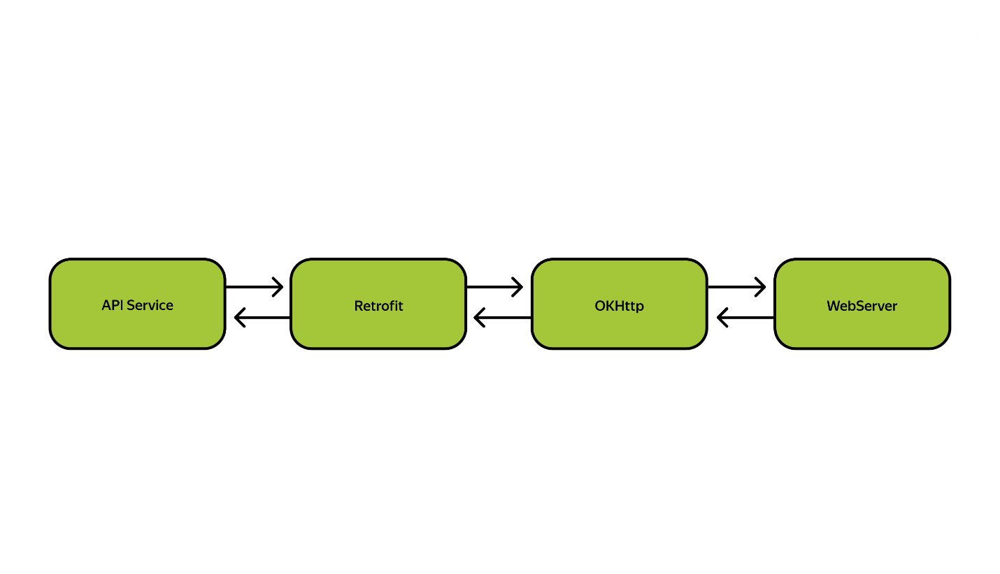 API Service
Retrofit
OKHttp
WebServer